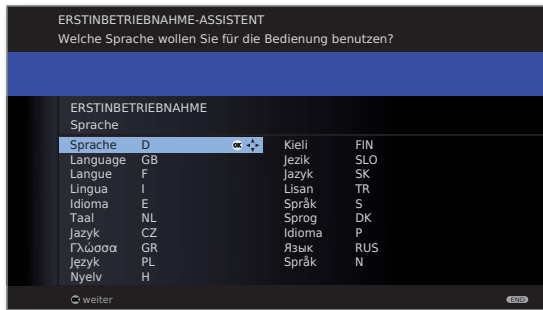 ERSTINBETRIEBNAHME-ASSISTENT
Welche Sprache wollen Sie für die Bedienung benutzen?
ERSTINBETRIEBNAHME
Sprache
Sprache D OK Kieli FIN
Language GB Jezik SLO
Langue F Jazyk SK
Lingua I Lisan TR
Idioma E Språk S
Taal NL Sprog DK
Jazyk CZ Idioma P
Γλώσσα GR Язык RUS
Język PL Språk N
Nyelv H
OK weiter END